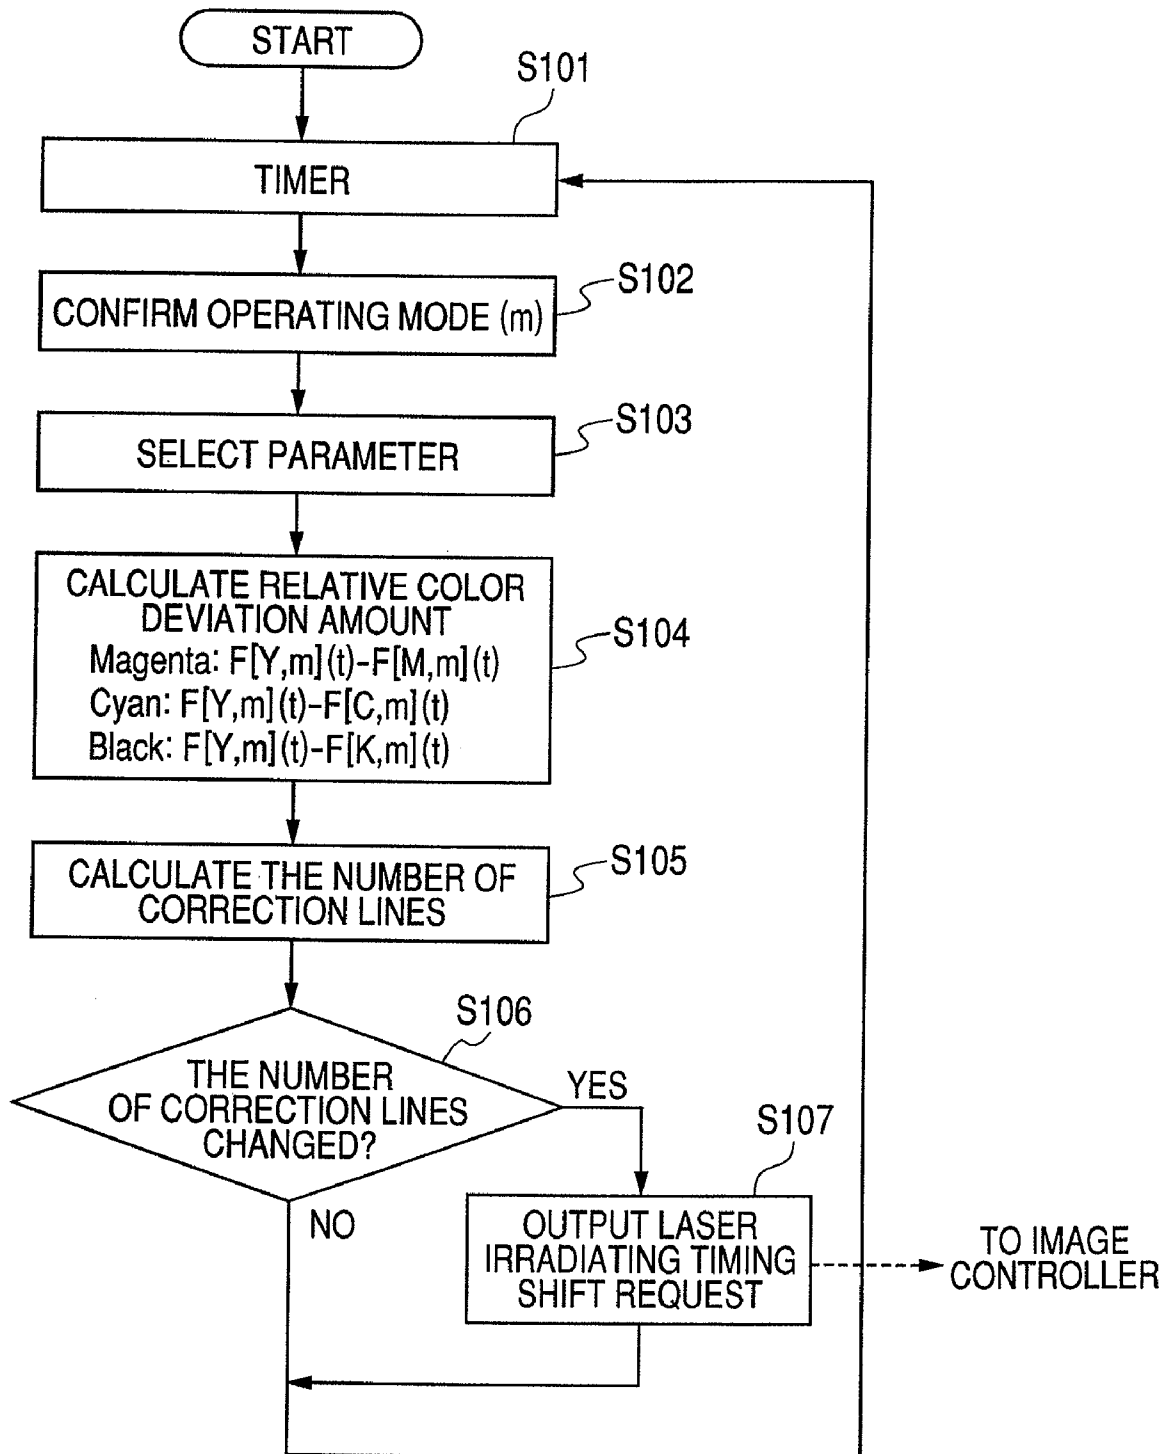 START
S101
TIMER
S102
CONFIRM OPERATING MODE (m)
S103
SELECT PARAMETER
CALCULATE RELATIVE COLOR
DEVIATION AMOUNT
Magenta: F[Y,m](t)-F[M,m](t)
Cyan: F[Y,m](t)-F[C,m](t)
Black: F[Y,m](t)-F[K,m](t)
S104
CALCULATE THE NUMBER OF
CORRECTION LINES
S105
S106
THE NUMBER
OF CORRECTION LINES
CHANGED?
YES
NO
S107
OUTPUT LASER
IRRADIATING TIMING
SHIFT REQUEST
TO IMAGE
CONTROLLER